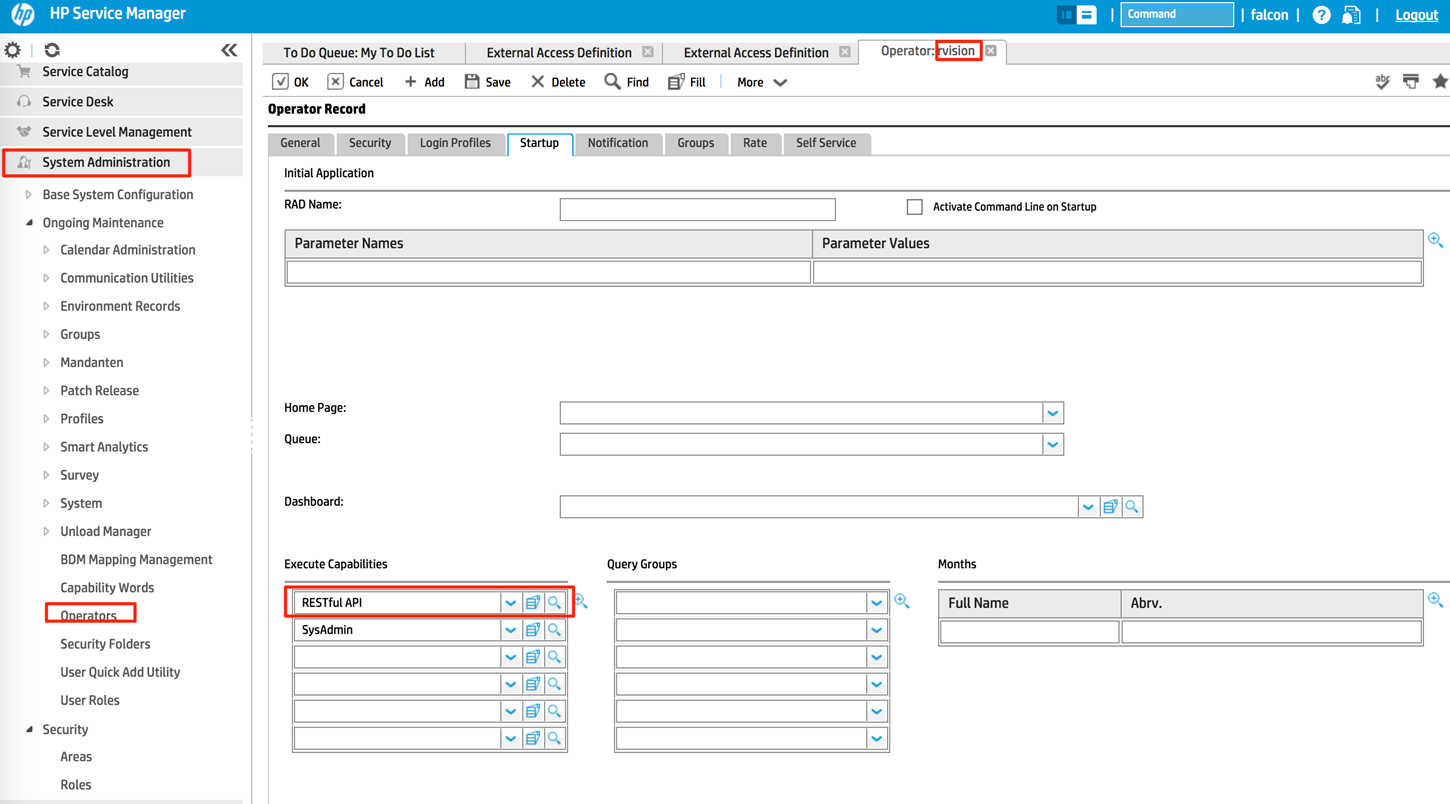 hp HP Service Manager Command falcon ? Logout
To Do Queue: My To Do List External Access Definition External Access Definition Operator: rvision
OK Cancel Add Save Delete Find Fill More abc
Operator Record
General Security Login Profiles Startup Notification Groups Rate Self Service
Service Catalog
Service Desk
Service Level Management
System Administration
Base System Configuration
Ongoing Maintenance
Calendar Administration
Communication Utilities
Environment Records
Groups
Mandanten
Patch Release
Profiles
Smart Analytics
Survey
System
Unload Manager
BDM Mapping Management
Capability Words
Operators
Security Folders
User Quick Add Utility
User Roles
Security
Areas
Roles
Initial Application
RAD Name: Activate Command Line on Startup
Parameter Names Parameter Values
Home Page:
Queue:
Dashboard:
Execute Capabilities Query Groups Months
RESTful API Full Name Abrv.
SysAdmin